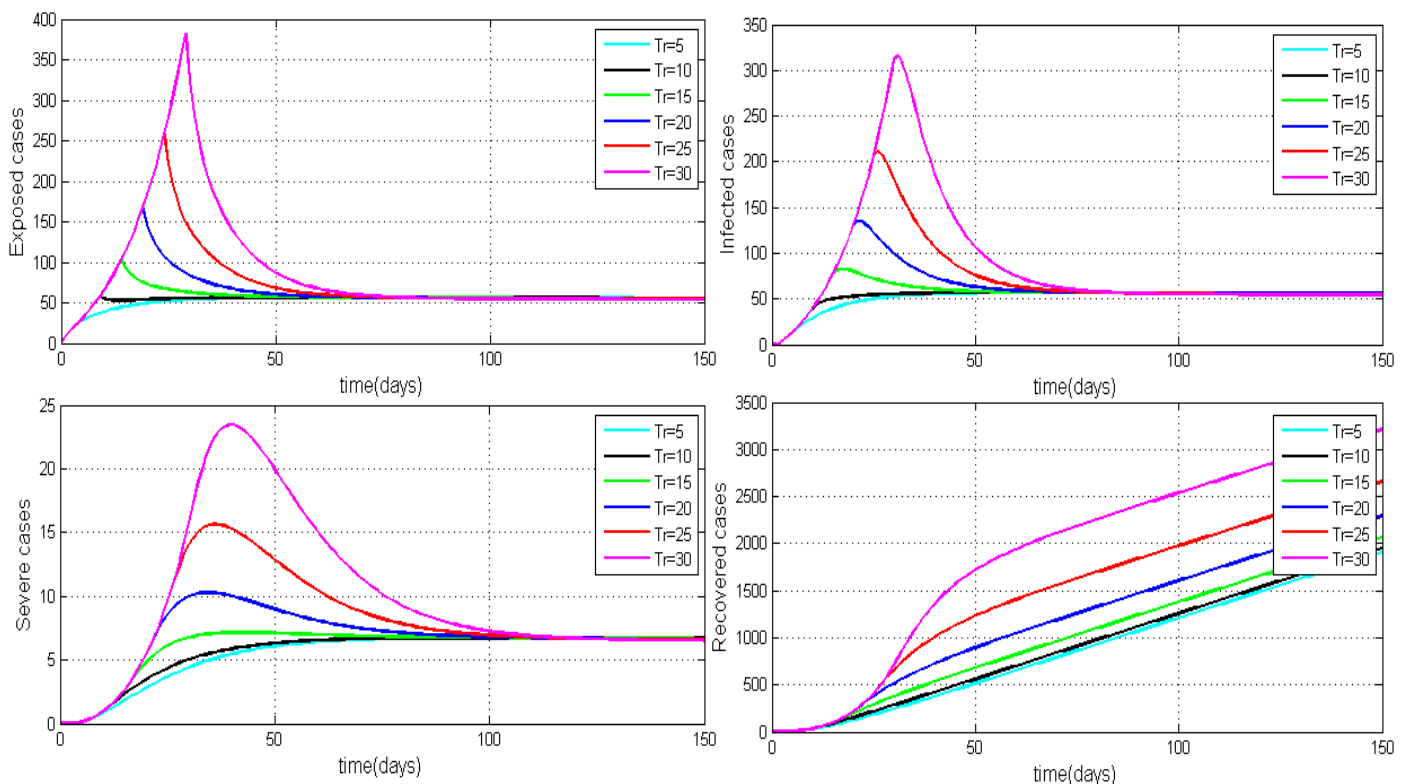 Exposed cases
400
350
300
250
200
150
100
50
0
0
50
100
150
time(days)
Tr=5
Tr=10
Tr=15
Tr=20
Tr=25
Tr=30
Infected cases
350
300
250
200
150
100
50
0
0
50
100
150
time(days)
Tr=5
Tr=10
Tr=15
Tr=20
Tr=25
Tr=30
Severe cases
25
20
15
10
5
0
0
50
100
150
time(days)
Tr=5
Tr=10
Tr=15
Tr=20
Tr=25
Tr=30
Recovered cases
3500
3000
2500
2000
1500
1000
500
0
0
50
100
150
time(days)
Tr=5
Tr=10
Tr=15
Tr=20
Tr=25
Tr=30